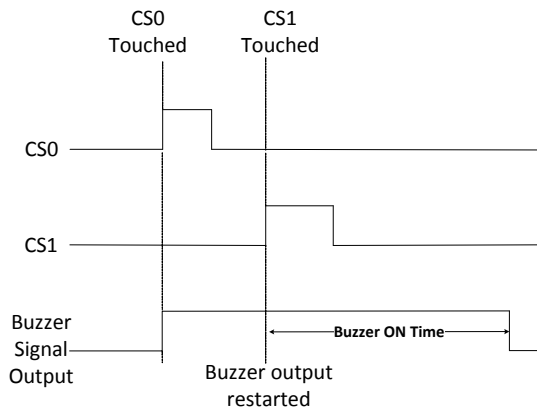 CS0
Touched
CS1
Touched
CS0
CS1
Buzzer
Signal
Output
Buzzer ON Time
Buzzer output
restarted